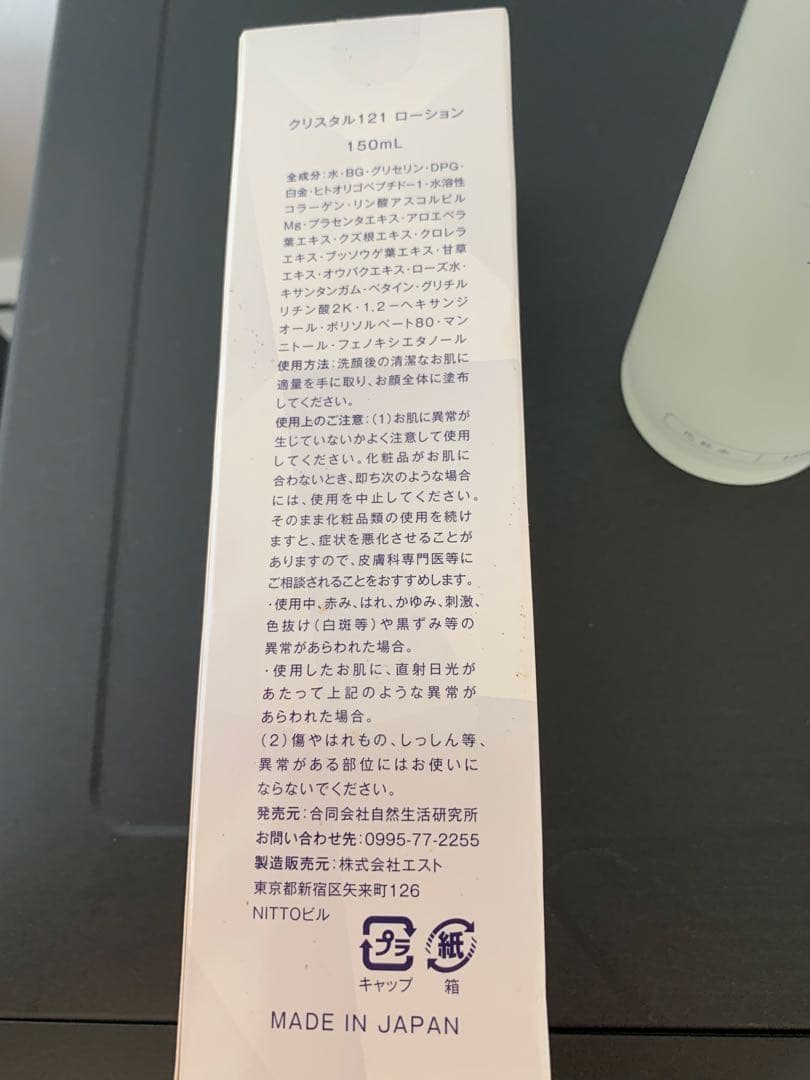 クリスタル121 ローション
150mL
全成分:水・BG・グリセリン・DPG・
白金・ヒトオリゴペプチド-1・水溶性
コラーゲン・リン酸アスコルビル
Mg・プラセンタエキス・アロエベラ
葉エキス・クズ根エキス・クロレラ
エキス・ブッソウゲ葉エキス・甘草
エキス・オウバクエキス・ローズ水・
キサンタンガム・ベタイン・グリチル
リチン酸2K・1,2-ヘキサンジ
オール・ポリソルベート80・マン
ニトール・フェノキシエタノール
使用方法:洗顔後の清潔なお肌に
適量を手に取り、お顔全体に塗布
してください。
使用上のご注意:(1)お肌に異常が
生じていないかよく注意して使用
してください。化粧品がお肌に
合わないとき、即ち次のような場合
には、使用を中止してください。
そのまま化粧品類の使用を続け
ますと、症状を悪化させることが
ありますので、皮膚科専門医等に
ご相談されることをおすすめします。
・使用中、赤み、はれ、かゆみ、刺激、
色抜け(白斑等)や黒ずみ等の
異常があらわれた場合。
・使用したお肌に、直射日光が
あたって上記のような異常が
あらわれた場合。
(2)傷やはれもの、しっしん等、
異常がある部位にはお使いに
ならないでください。
発売元:合同会社自然生活研究所
お問い合わせ先:0995-77-2255
製造販売元:株式会社エスト
東京都新宿区矢来町126
NITTOビル
プラ 紙
キャップ 箱
MADE IN JAPAN